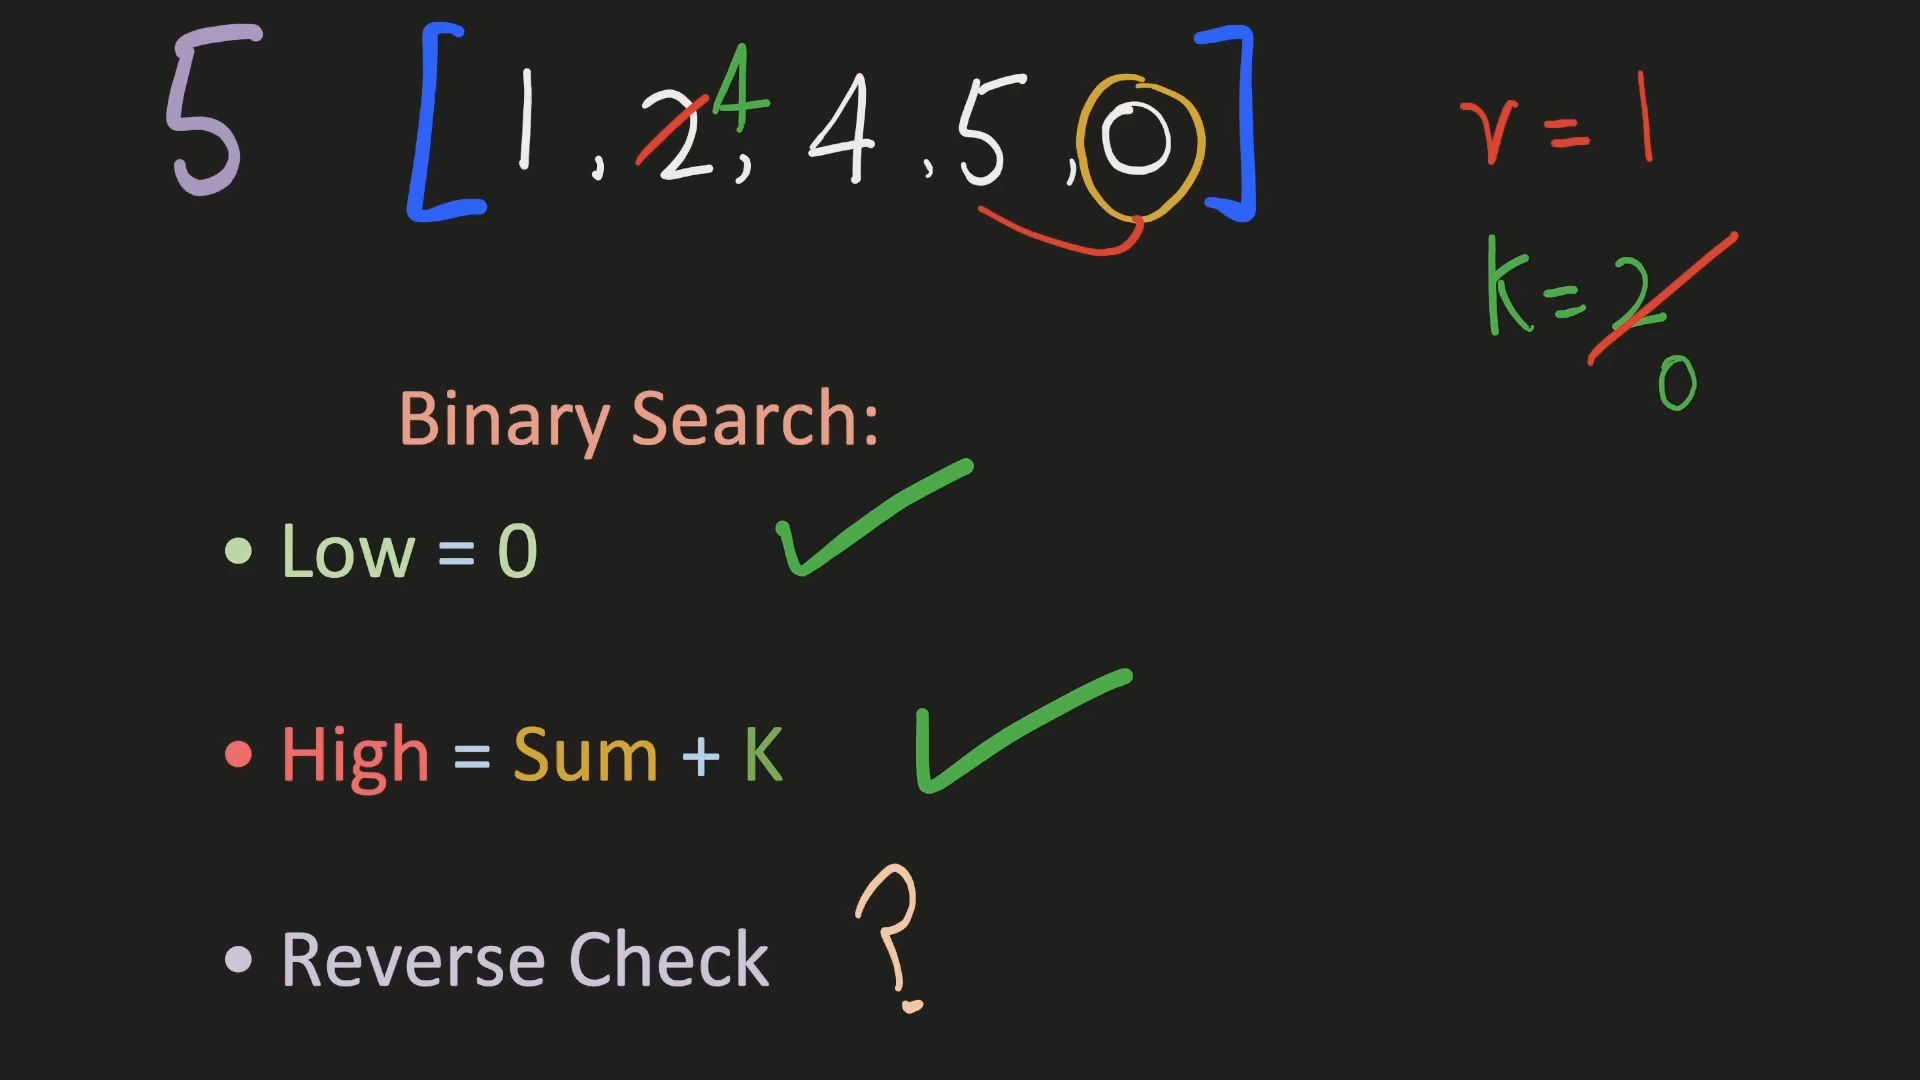 5 [ 1 , 2 4 , 4 , 5 , 0 ]
r = 1
K = 2
0
Binary Search:
• Low = 0
• High = Sum + K
• Reverse Check ?